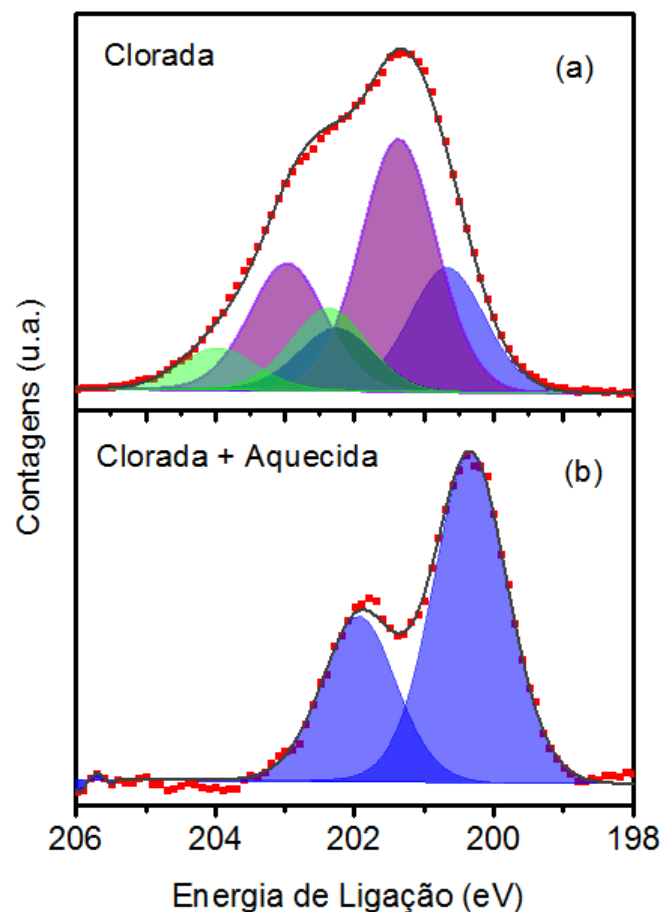 Clorada
(a)
Contagens (u.a.)
Clorada + Aquecida
(b)
206 204 202 200 198
Energia de Ligação (eV)